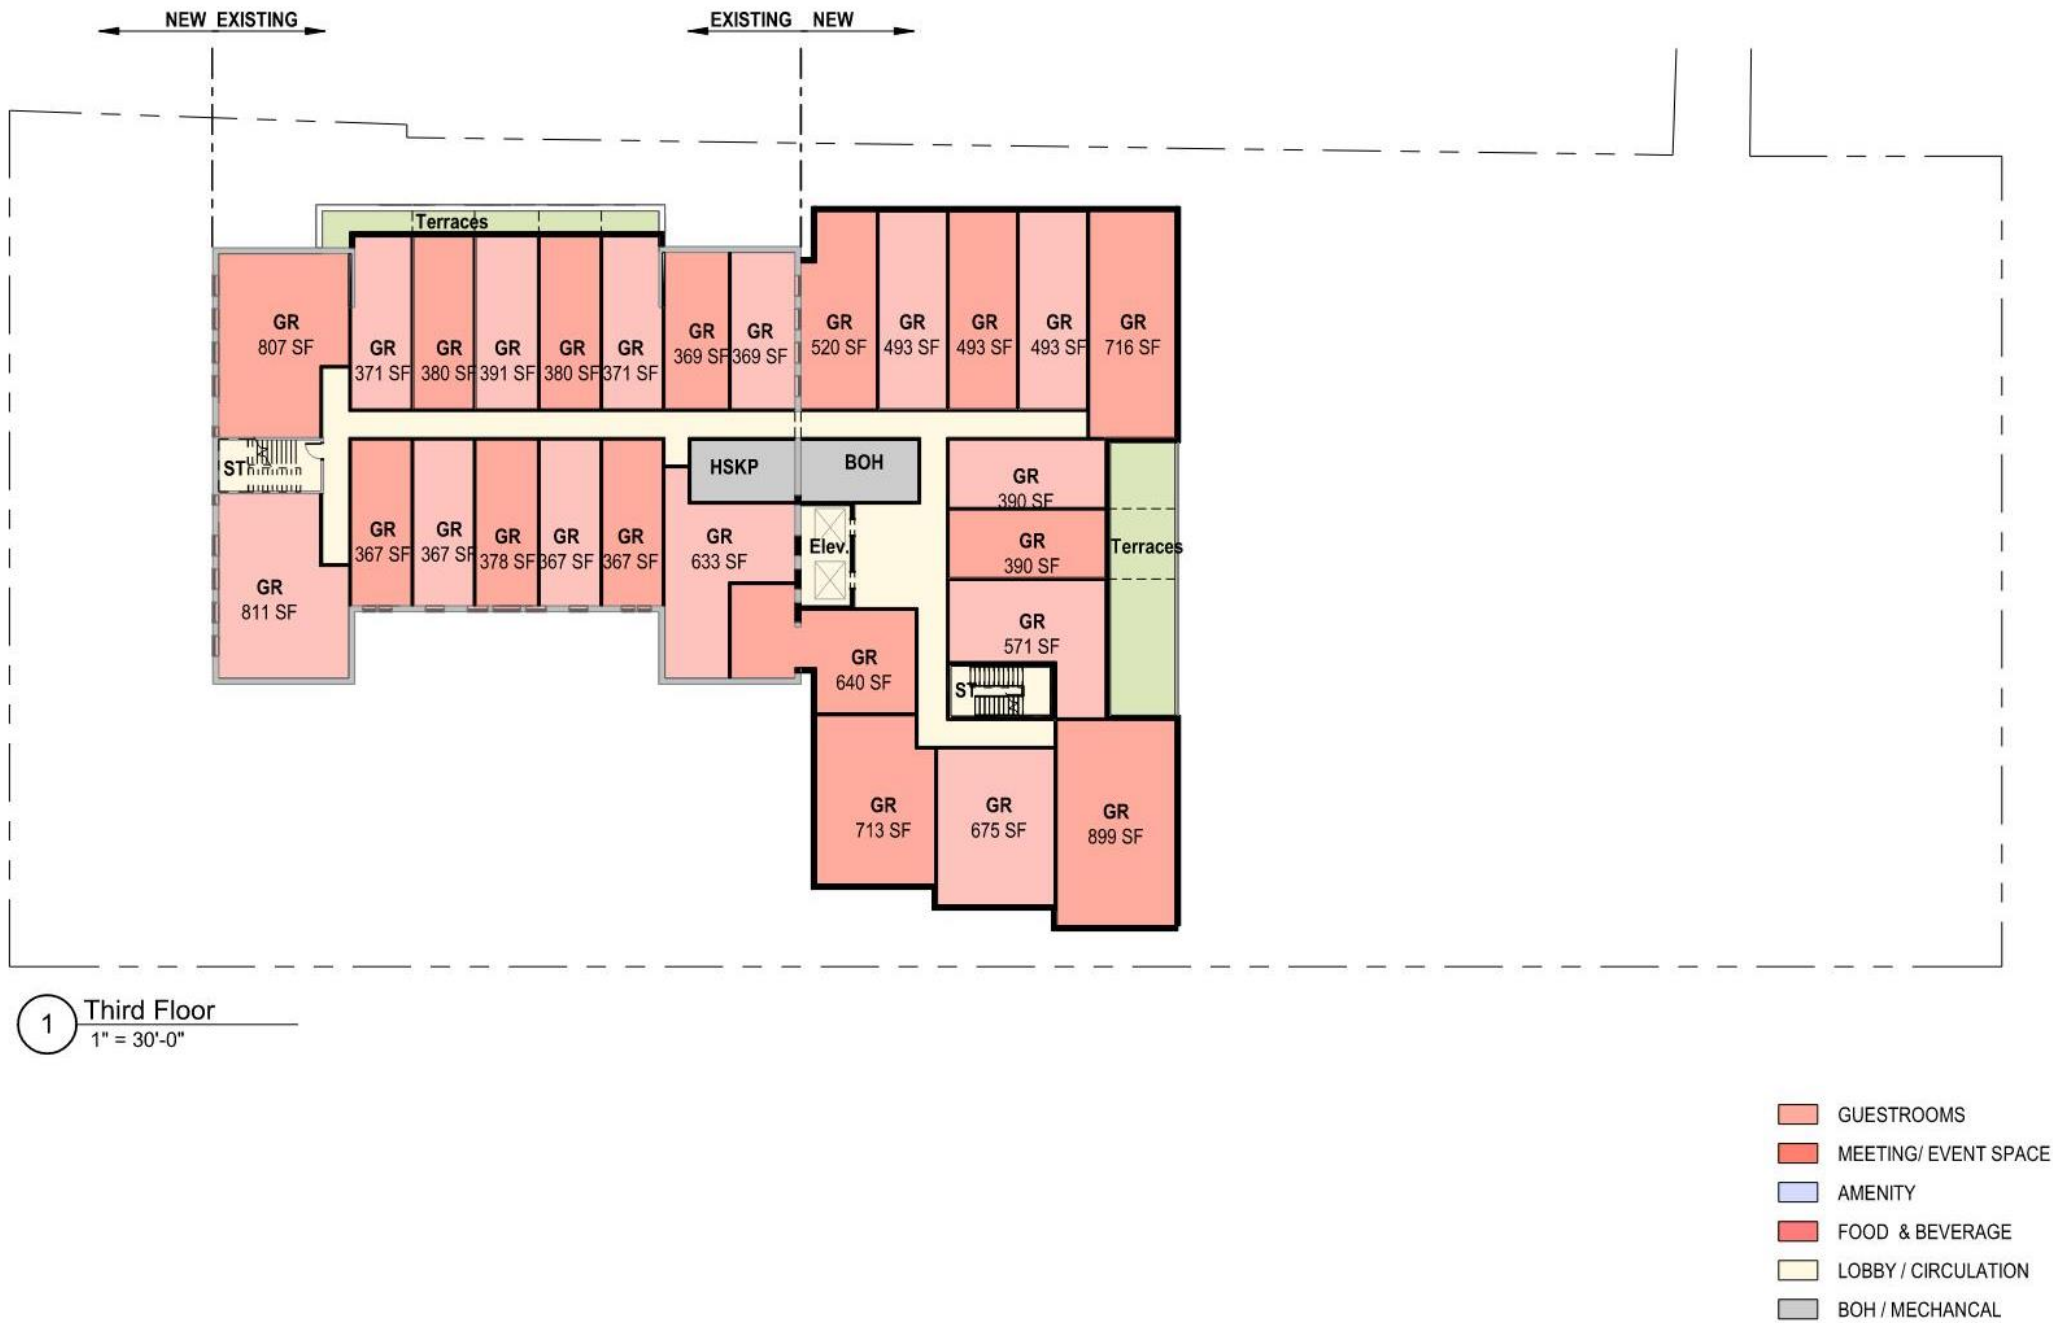 NEW EXISTING
EXISTING NEW
Terraces
GR
807 SF
GR
371 SF
GR
380 SF
GR
391 SF
GR
380 SF
GR
371 SF
GR
369 SF
GR
369 SF
GR
520 SF
GR
493 SF
GR
493 SF
GR
493 SF
GR
716 SF
ST
HSKP
BOH
GR
390 SF
GR
367 SF
GR
367 SF
GR
378 SF
GR
367 SF
GR
367 SF
GR
633 SF
Elev.
GR
390 SF
Terraces
GR
811 SF
GR
571 SF
GR
640 SF
ST
GR
713 SF
GR
675 SF
GR
899 SF
1
Third Floor
1" = 30'-0"
GUESTROOMS
MEETING/ EVENT SPACE
AMENITY
FOOD & BEVERAGE
LOBBY / CIRCULATION
BOH / MECHANCAL